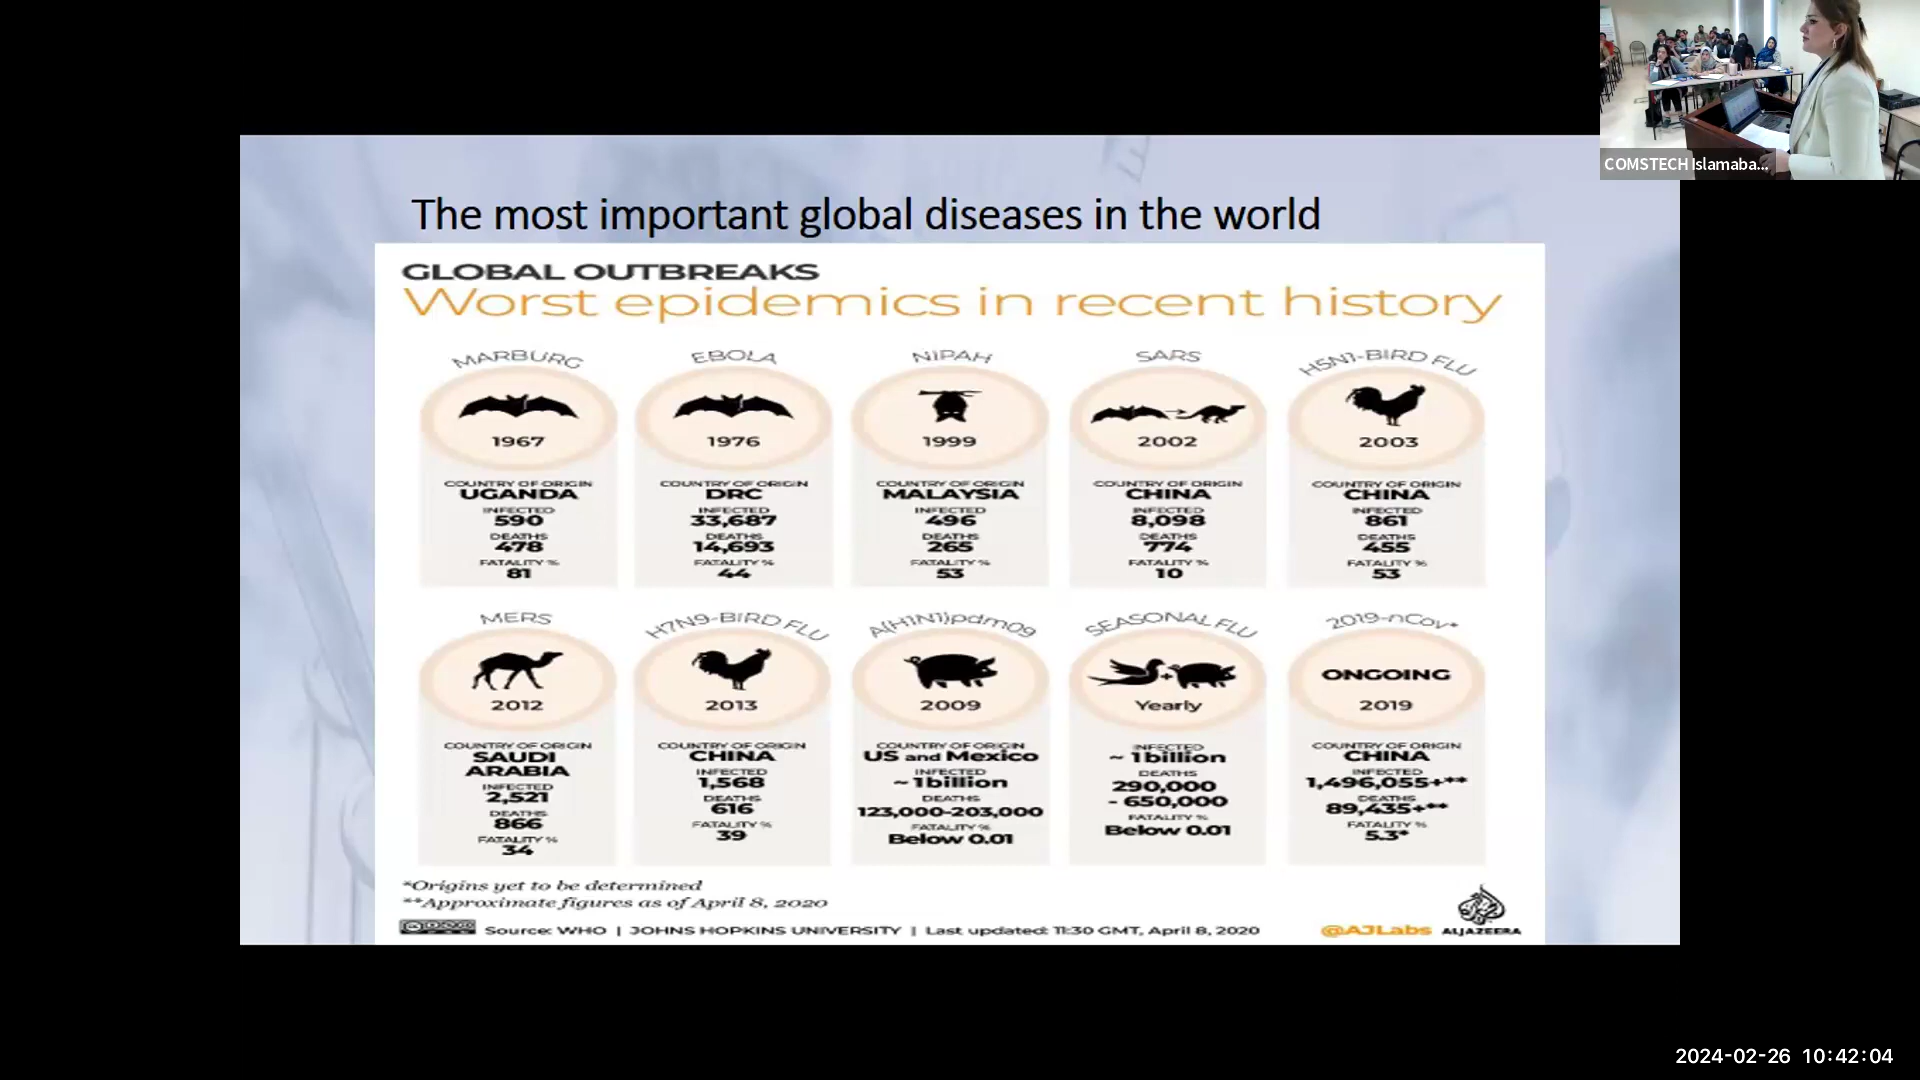 COMSTECH Islamaba...
The most important global diseases in the world
GLOBAL OUTBREAKS
Worst epidemics in recent history
MARBURG
1967
COUNTRY OF ORIGIN
UGANDA
INFECTED
590
DEATHS
478
FATALITY %
81
EBOLA
1976
COUNTRY OF ORIGIN
DRC
INFECTED
33,687
DEATHS
14,693
FATALITY %
44
NIPAH
1999
COUNTRY OF ORIGIN
MALAYSIA
INFECTED
496
DEATHS
265
FATALITY %
53
SARS
2002
COUNTRY OF ORIGIN
CHINA
INFECTED
8,098
DEATHS
774
FATALITY %
10
H5N1-BIRD FLU
2003
COUNTRY OF ORIGIN
CHINA
INFECTED
861
DEATHS
455
FATALITY %
53
MERS
2012
COUNTRY OF ORIGIN
SAUDI
ARABIA
INFECTED
2,521
DEATHS
866
FATALITY %
34
H7N9-BIRD FLU
2013
COUNTRY OF ORIGIN
CHINA
INFECTED
1,568
DEATHS
616
FATALITY %
39
A(H1N1)pdm09
2009
COUNTRY OF ORIGIN
US and Mexico
INFECTED
~ 1 billion
DEATHS
123,000-203,000
FATALITY %
Below 0.01
SEASONAL FLU
Yearly
INFECTED
~ 1 billion
DEATHS
290,000
- 650,000
FATALITY %
Below 0.01
2019-nCov*
ONGOING
2019
COUNTRY OF ORIGIN
CHINA
INFECTED
1,496,055+**
DEATHS
89,435+**
FATALITY %
5.3*
*Origins yet to be determined
**Approximate figures as of April 8, 2020
Source: WHO | JOHNS HOPKINS UNIVERSITY | Last updated: 11:30 GMT, April 8, 2020
@AJLabs
ALJAZEERA
2024-02-26 10:42:04